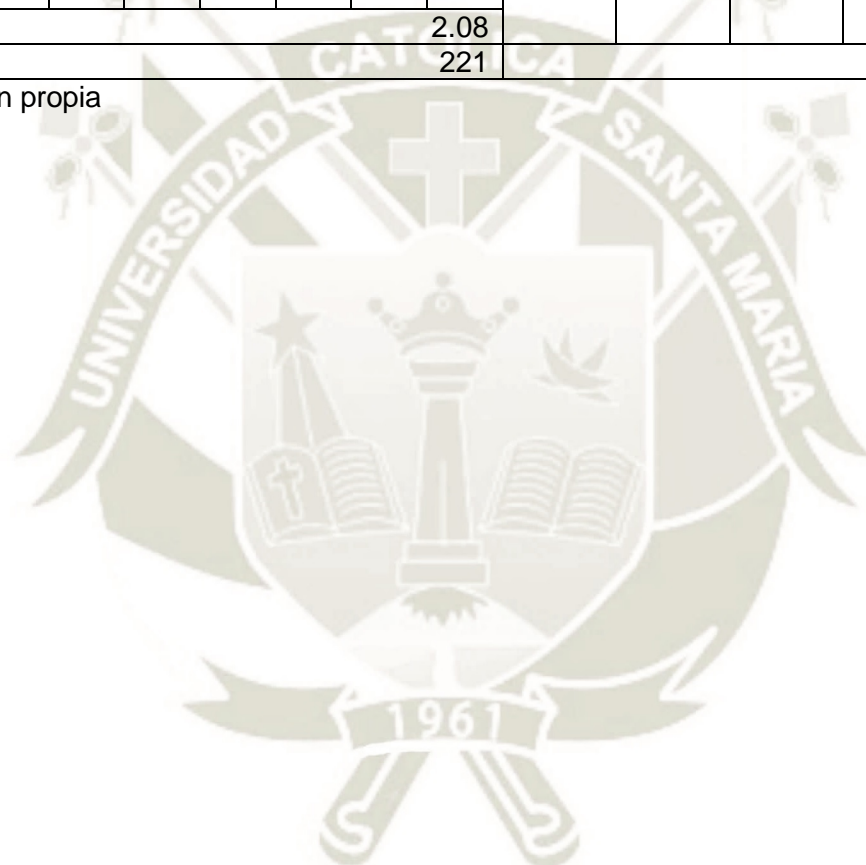 2.08
221
n propia
CATOLICA
UNIVERSIDAD
SANTA MARIA
1961